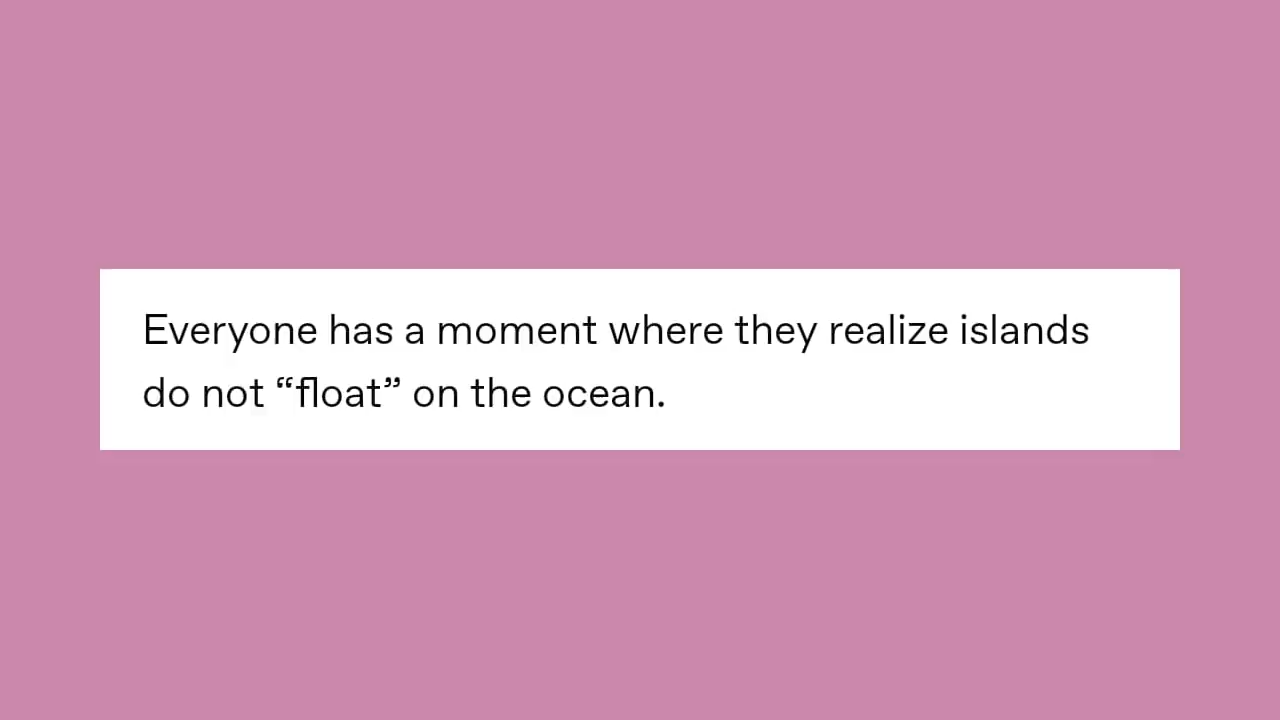 Everyone has a moment where they realize islands
do not “float” on the ocean.